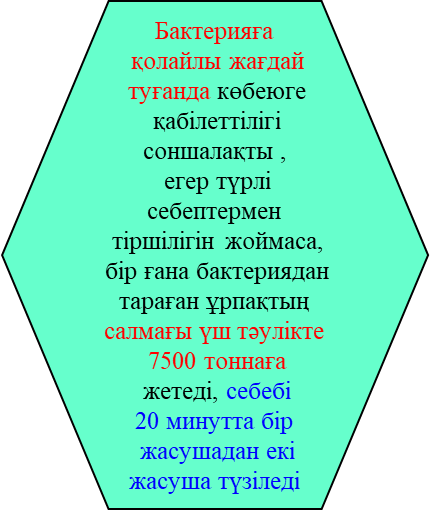 Бактерияға
қолайлы жағдай
туғанда көбеюге
қабілеттілігі
соншалақты ,
егер түрлі
себептермен
тіршілігін жоймаса,
бір ғана бактериядан
тараған ұрпақтың
салмағы үш тәулікте
7500 тоннаға
жетеді, себебі
20 минутта бір
жасушадан екі
жасуша түзіледі